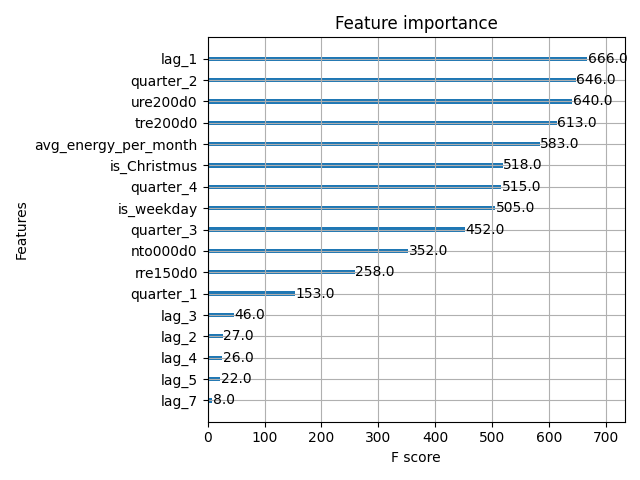 Feature importance
lag_1 666.0
quarter_2 646.0
ure200d0 640.0
tre200d0 613.0
avg_energy_per_month 583.0
is_Christmus 518.0
quarter_4 515.0
is_weekday 505.0
quarter_3 452.0
nto000d0 352.0
rre150d0 258.0
quarter_1 153.0
lag_3 46.0
lag_2 27.0
lag_4 26.0
lag_5 22.0
lag_7 8.0
Features
0 100 200 300 400 500 600 700
F score